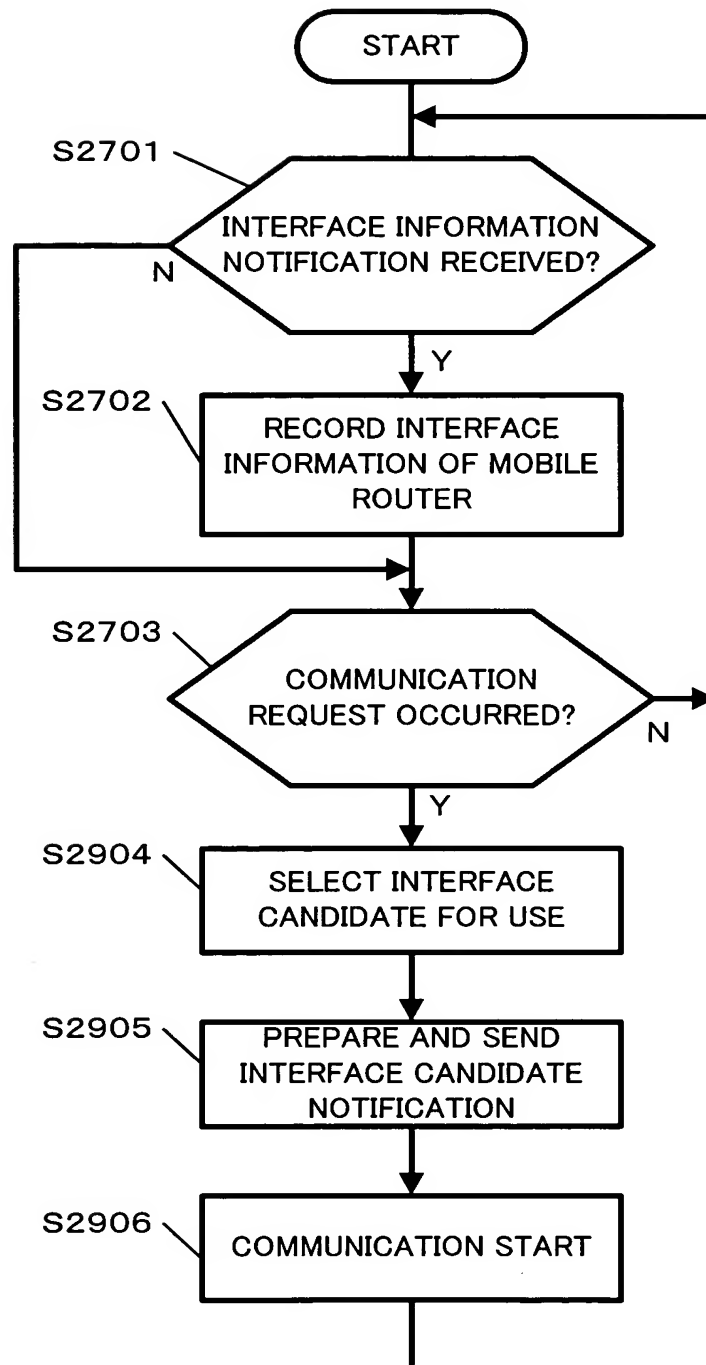 START
S2701
INTERFACE INFORMATION
NOTIFICATION RECEIVED?
N
Y
S2702
RECORD INTERFACE
INFORMATION OF MOBILE
ROUTER
S2703
COMMUNICATION
REQUEST OCCURRED?
N
Y
S2904
SELECT INTERFACE
CANDIDATE FOR USE
S2905
PREPARE AND SEND
INTERFACE CANDIDATE
NOTIFICATION
S2906
COMMUNICATION START